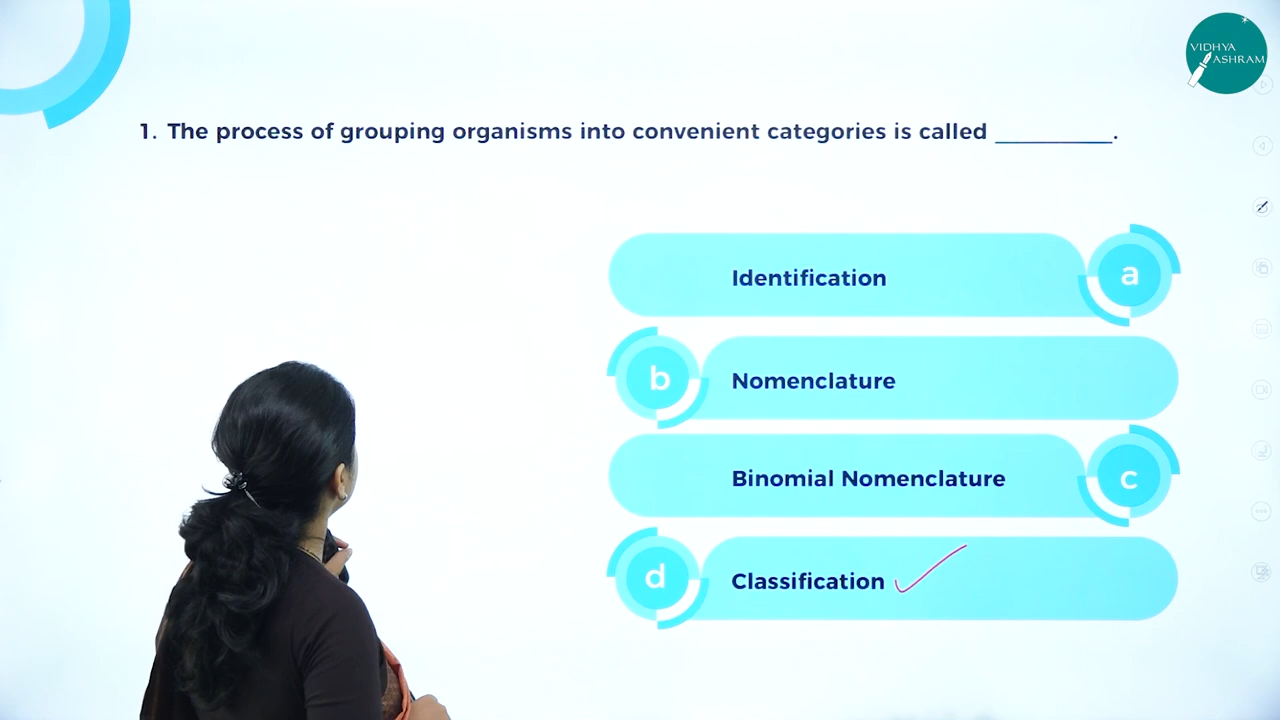 VIDHYA
ASHRAM
1. The process of grouping organisms into convenient categories is called __________.
Identification
a
b
Nomenclature
Binomial Nomenclature
c
d
Classification